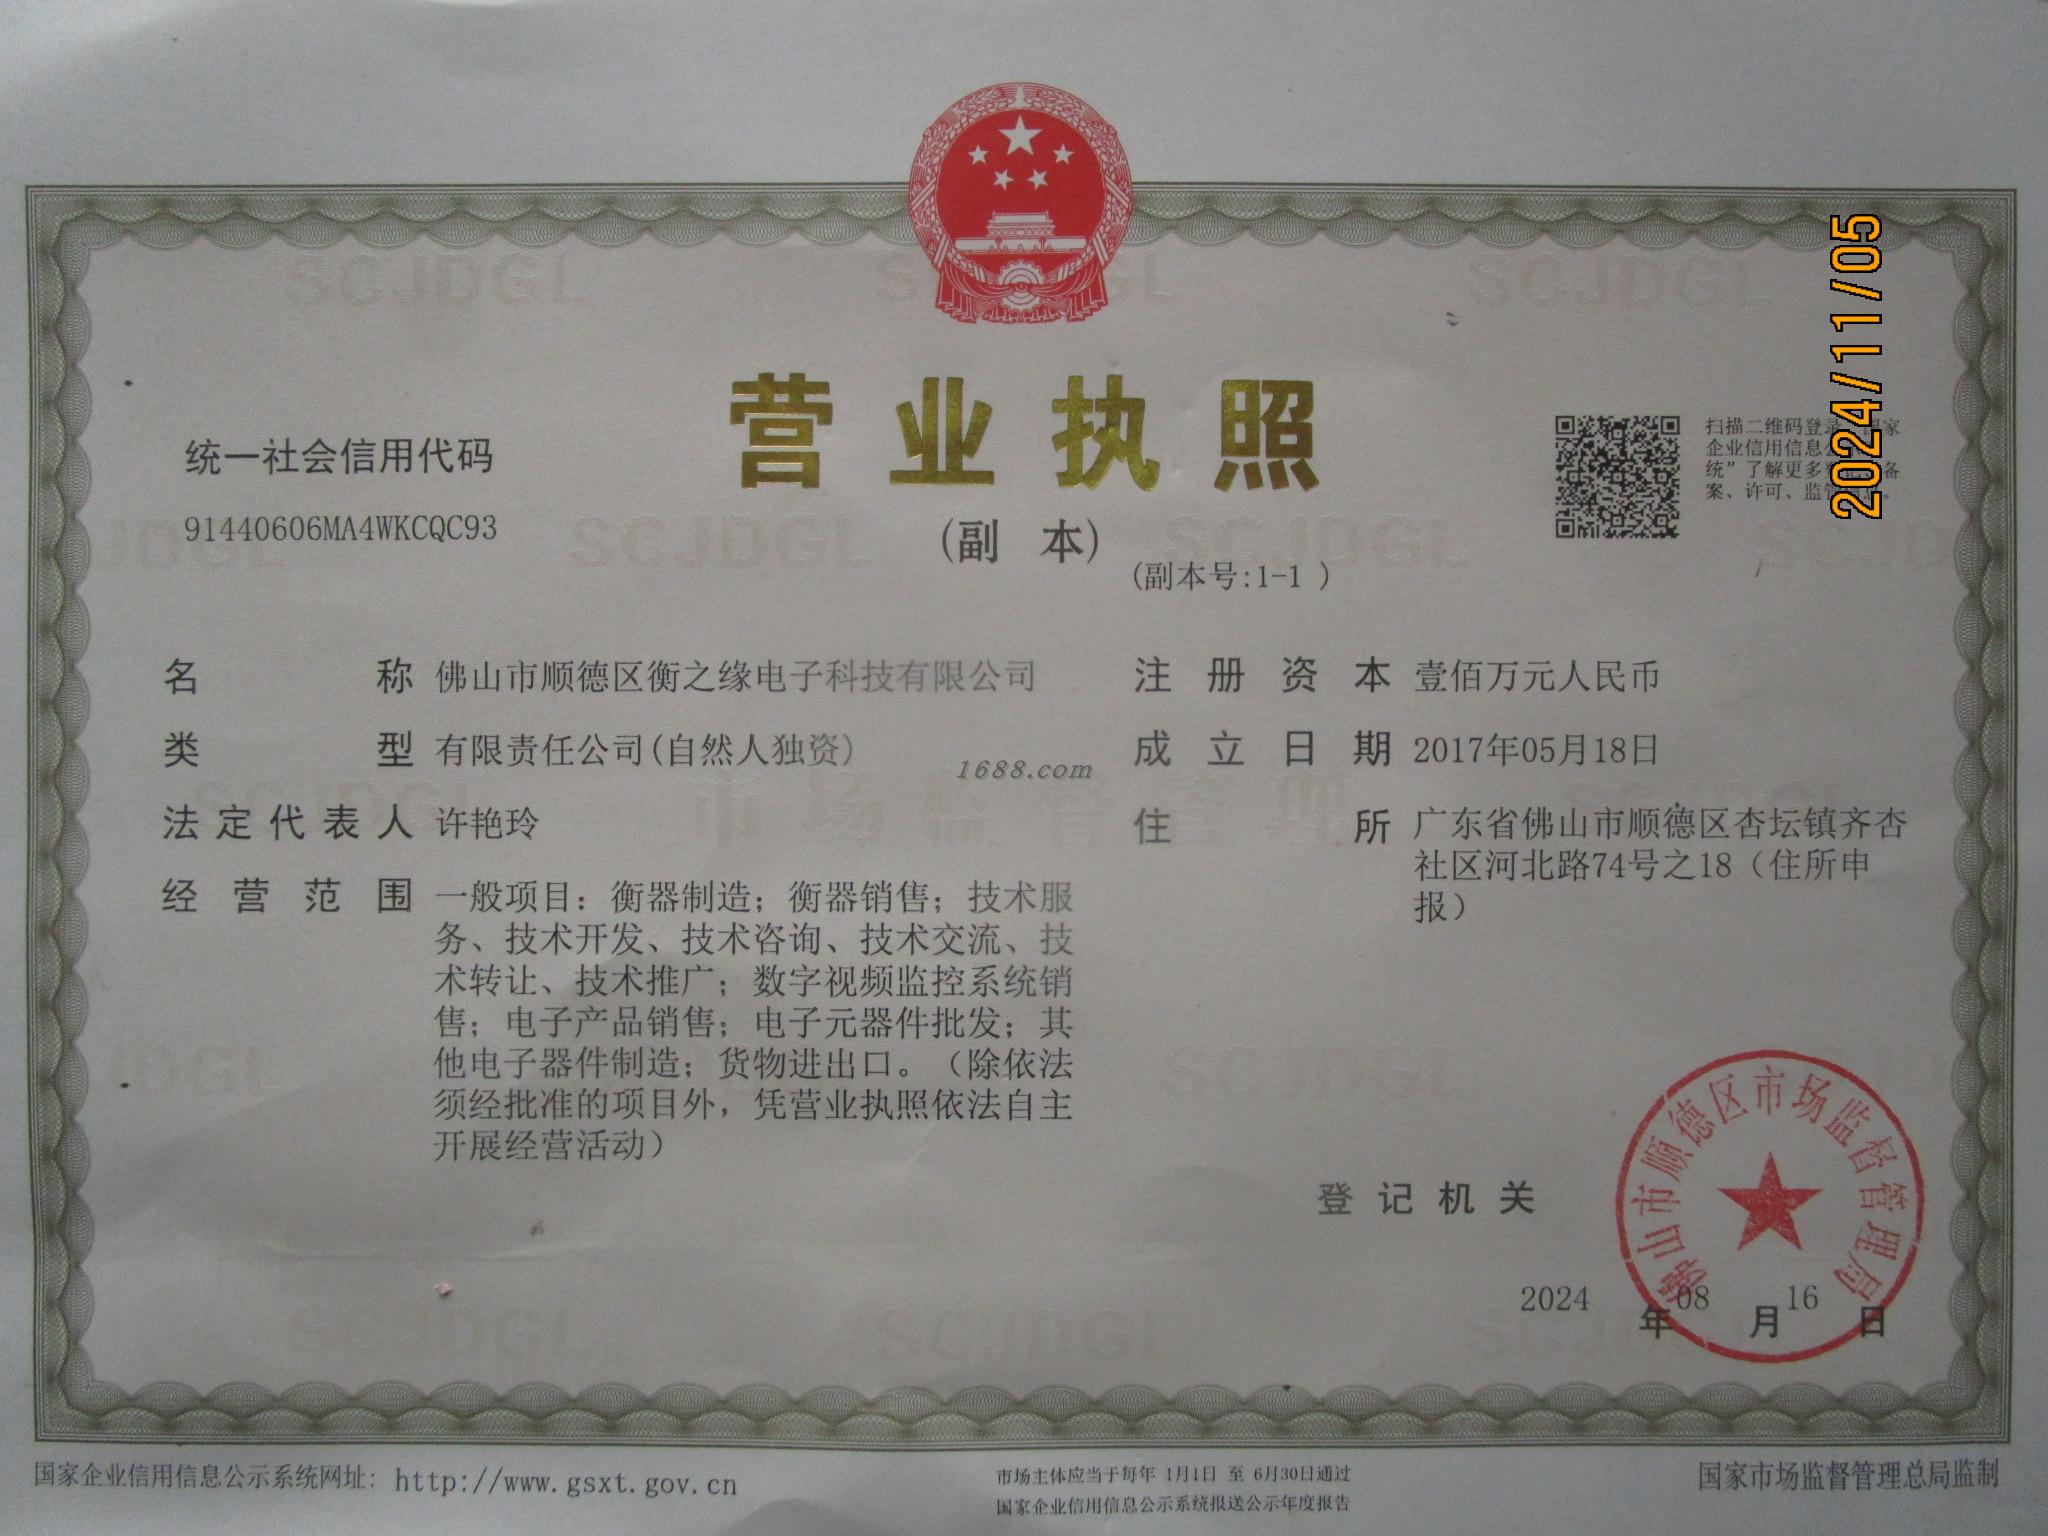 2024/11/05
营业执照
(副 本)
(副本号:1-1 )
统一社会信用代码
91440606MA4WKCQC93
扫描二维码登录
企业信用信息
统”了解更多
案、许可、监管
名 称 佛山市顺德区衡之缘电子科技有限公司
类 型 有限责任公司(自然人独资)
法定代表人 许艳玲
经营范围 一般项目：衡器制造；衡器销售；技术服
务、技术开发、技术咨询、技术交流、技
术转让、技术推广；数字视频监控系统销
售；电子产品销售；电子元器件批发；其
他电子器件制造；货物进出口。（除依法
须经批准的项目外，凭营业执照依法自主
开展经营活动）
1688.com
注册资本 壹佰万元人民币
成立日期 2017年05月18日
住 所 广东省佛山市顺德区杏坛镇齐杏
社区河北路74号之18（住所申
报）
登记机关
佛山市顺德区市场监督管理局
2024 年 08 月 16 日
国家企业信用信息公示系统网址: http://www.gsxt.gov.cn
市场主体应当于每年 1月1日 至 6月30日通过
国家企业信用信息公示系统报送公示年度报告
国家市场监督管理总局监制